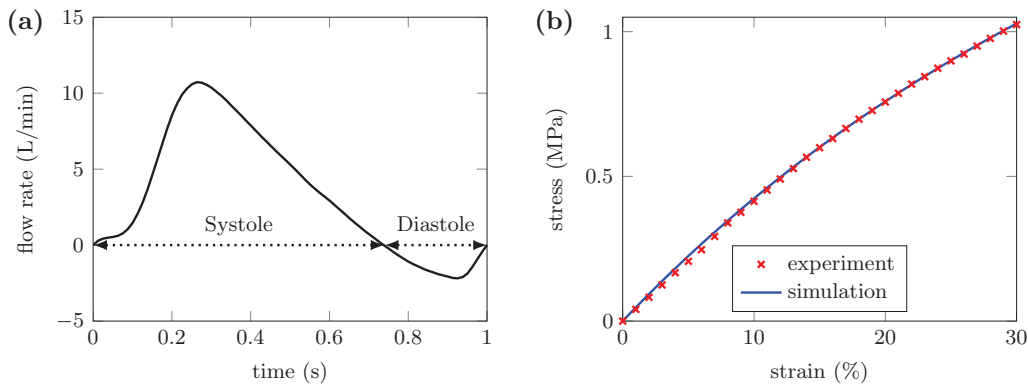 (a)
15
10
5
0
−5
flow rate (L/min)
Systole
Diastole
0
0.2
0.4
0.6
0.8
1
time (s)
(b)
1
0.5
0
stress (MPa)
experiment
simulation
0
10
20
30
strain (%)